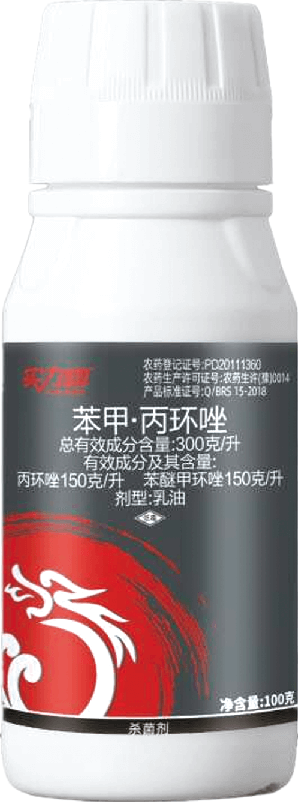 实力
农药登记证号:PD20111360
农药生产许可证号:农药生许(豫)0014
产品标准证号:Q/BRS 15-2018
苯甲·丙环唑
总有效成分含量:300克/升
有效成分及其含量:
丙环唑150克/升 苯醚甲环唑150克/升
剂型:乳油
净含量:100克
杀菌剂